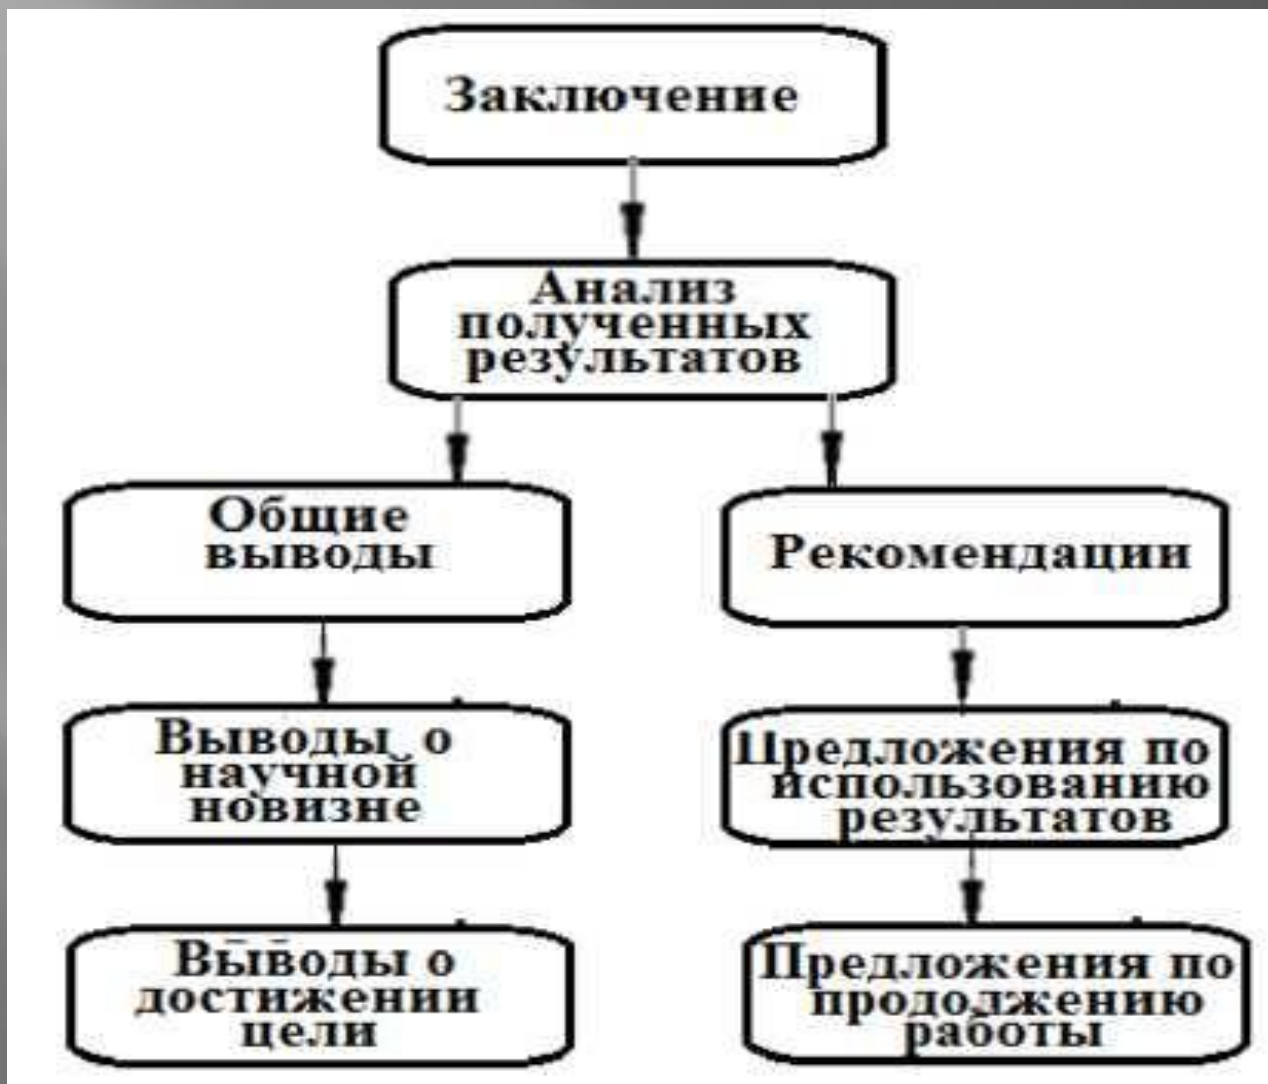 Заключение
Анализ
полученных
результатов
Общие
выводы
Рекомендации
Выводы о
научной
новизне
Предложения по
использованию
результатов
Выводы о
достижении
цели
Предложения по
продолжению
работы